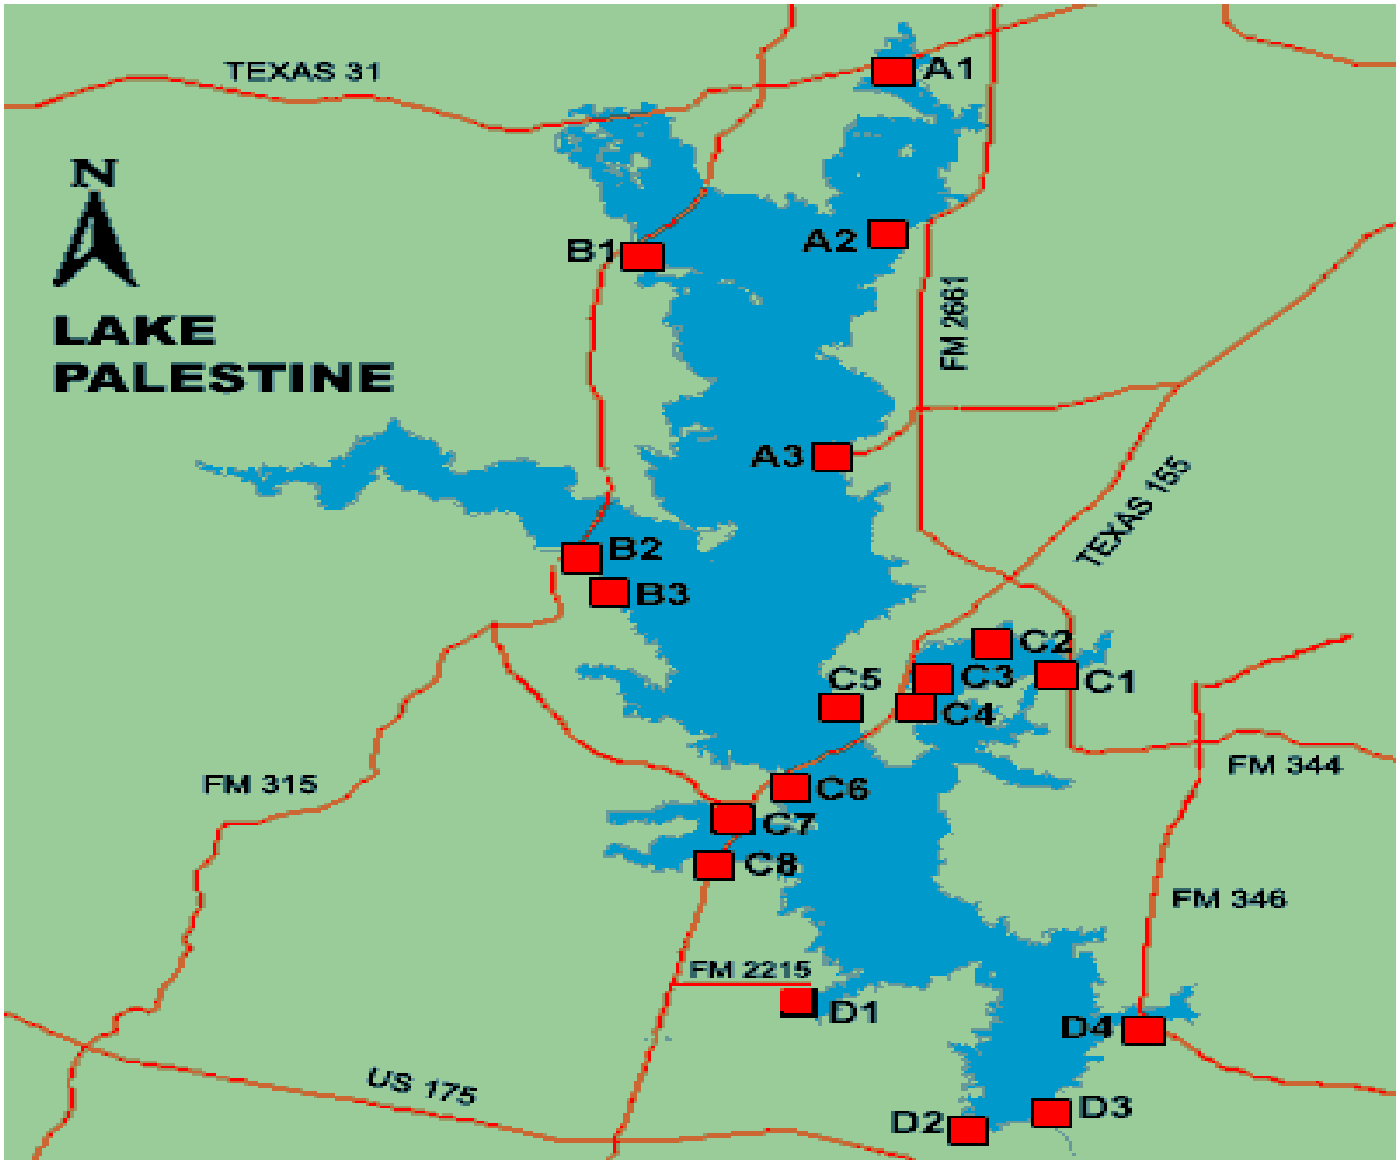 TEXAS 31
A1
N
B1
A2
LAKE
PALESTINE
FM 2661
A3
TEXAS 155
B2
B3
C2
C3
C1
C5
C4
FM 344
FM 315
C6
C7
C8
FM 346
FM 2215
D1
D4
US 175
D3
D2